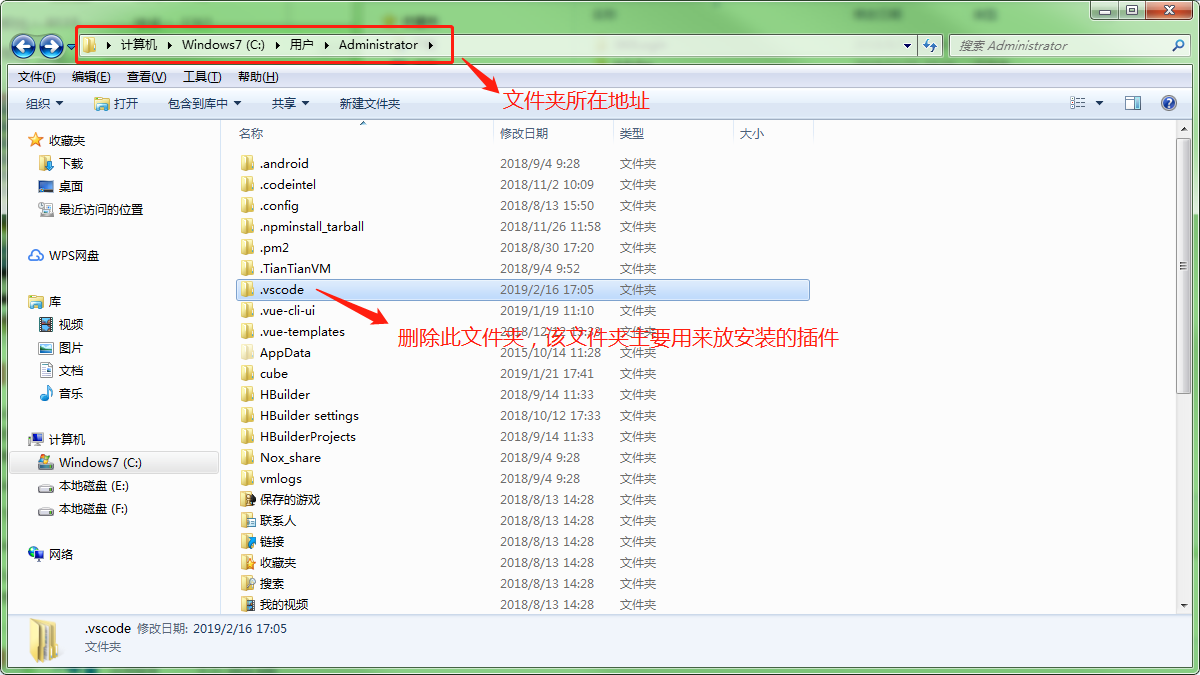 计算机 Windows7 (C:) 用户 Administrator
搜索 Administrator
文件(F) 编辑(E) 查看(V) 工具(T) 帮助(H)
组织 打开 包含到库中 共享 新建文件夹
文件夹所在地址
收藏夹
下载
桌面
最近访问的位置
WPS网盘
库
视频
图片
文档
音乐
计算机
Windows7 (C:)
本地磁盘 (E:)
本地磁盘 (F:)
网络
名称 修改日期 类型 大小
.android 2018/9/4 9:28 文件夹
.codeintel 2018/11/2 10:09 文件夹
.config 2018/8/13 15:50 文件夹
.npminstall_tarball 2018/11/26 11:58 文件夹
.pm2 2018/8/30 17:20 文件夹
.TianTianVM 2018/9/4 9:52 文件夹
.vscode 2019/2/16 17:05 文件夹
.vue-cli-ui 2019/1/19 11:10 文件夹
.vue-templates
删除此文件夹，该文件夹主要用来放安装的插件
AppData 2015/10/14 11:28 文件夹
cube 2019/1/21 17:41 文件夹
HBuilder 2018/9/14 11:33 文件夹
HBuilder settings 2018/10/12 17:33 文件夹
HBuilderProjects 2018/9/14 11:33 文件夹
Nox_share 2018/9/4 9:28 文件夹
vmlogs 2018/9/4 9:28 文件夹
保存的游戏 2018/8/13 14:28 文件夹
联系人 2018/8/13 14:28 文件夹
链接 2018/8/13 14:28 文件夹
收藏夹 2018/8/13 14:28 文件夹
搜索 2018/8/13 14:28 文件夹
我的视频 2018/8/13 14:28 文件夹
.vscode 修改日期: 2019/2/16 17:05
文件夹